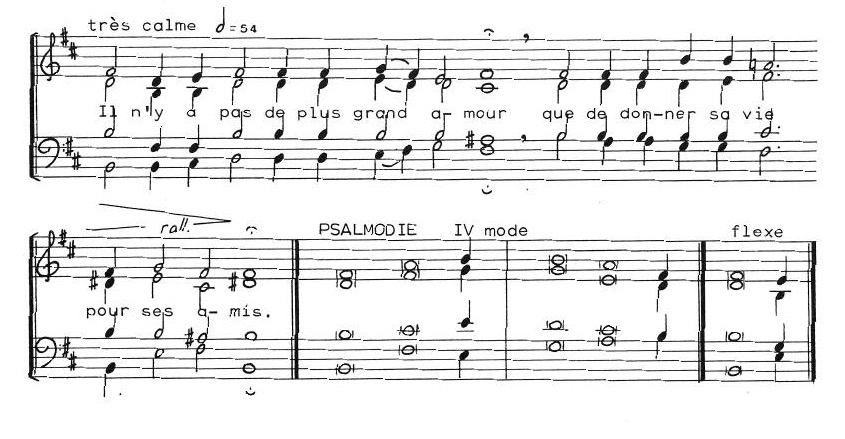 très calme 𝅗𝅥 = 54
Il n'y a pas de plus grand a- mour que de don-ner sa vie
rall. PSALMODIE IV mode flexe
pour ses a- mis.